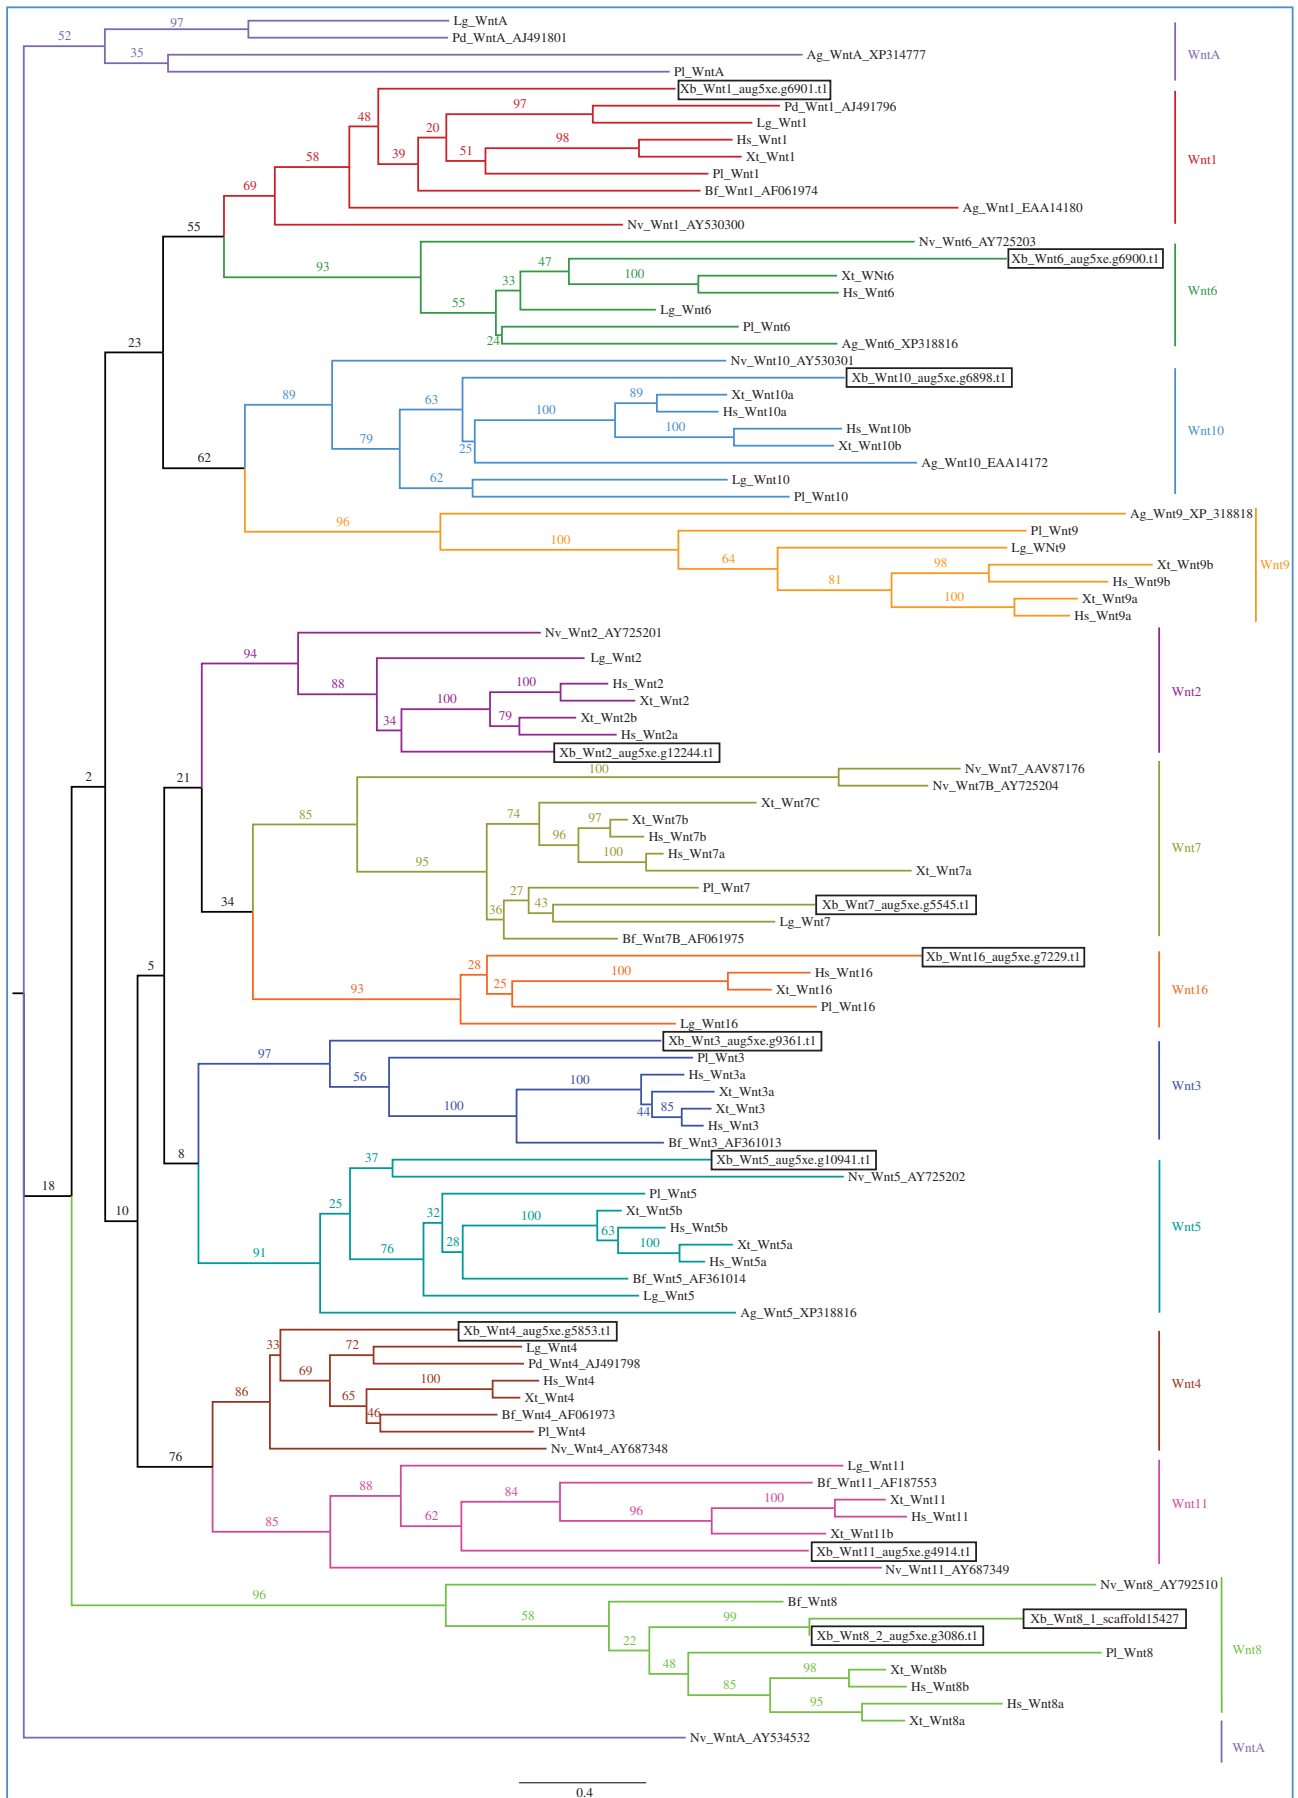 97
Lg_WntA
52
Pd_WntA_AJ491801
35
Ag_WntA_XP314777
WntA
Pl_WntA
Xb_Wnt1_aug5xe.g6901.t1
97
Pd_Wnt1_AJ491796
48
20
Lg_Wnt1
98
Hs_Wnt1
39
51
Xt_Wnt1
58
Wnt1
Pl_Wnt1
69
Bf_Wnt1_AF061974
Ag_Wnt1_EAA14180
55
Nv_Wnt1_AY530300
Nv_Wnt6_AY725203
93
47
Xb_Wnt6_aug5xe.g6900.t1
100
Xt_WNt6
33
Hs_Wnt6
Wnt6
55
Lg_Wnt6
Pl_Wnt6
24
Ag_Wnt6_XP318816
23
Nv_Wnt10_AY530301
Xb_Wnt10_aug5xe.g6898.t1
89
63
89
Xt_Wnt10a
100
Hs_Wnt10a
100
Hs_Wnt10b
Wnt10
79
25
Xt_Wnt10b
62
Ag_Wnt10_EAA14172
62
Lg_Wnt10
Pl_Wnt10
96
Ag_Wnt9_XP_318818
100
Pl_Wnt9
64
Lg_WNt9
98
Xt_Wnt9b
Wnt9
81
Hs_Wnt9b
100
Xt_Wnt9a
Hs_Wnt9a
Nv_Wnt2_AY725201
94
Lg_Wnt2
88
100
Hs_Wnt2
100
Xt_Wnt2
Wnt2
34
79
Xt_Wnt2b
Hs_Wnt2a
Xb_Wnt2_aug5xe.g12244.t1
2
21
100
Nv_Wnt7_AAV87176
Nv_Wnt7B_AY725204
85
74
Xt_Wnt7C
97
Xt_Wnt7b
96
Hs_Wnt7b
100
Hs_Wnt7a
Wnt7
95
Xt_Wnt7a
27
Pl_Wnt7
34
36
43
Xb_Wnt7_aug5xe.g5545.t1
Lg_Wnt7
Bf_Wnt7B_AF061975
5
28
Xb_Wnt16_aug5xe.g7229.t1
100
Hs_Wnt16
93
25
Xt_Wnt16
Wnt16
Pl_Wnt16
Lg_Wnt16
97
Xb_Wnt3_aug5xe.g9361.t1
Pl_Wnt3
56
100
Hs_Wnt3a
Xt_Wnt3a
Wnt3
100
44
85
Xt_Wnt3
Hs_Wnt3
Bf_Wnt3_AF361013
8
37
Xb_Wnt5_aug5xe.g10941.t1
Nv_Wnt5_AY725202
18
25
Pl_Wnt5
10
32
100
Xt_Wnt5b
63
Hs_Wnt5b
Wnt5
91
76
28
100
Xt_Wnt5a
Hs_Wnt5a
Bf_Wnt5_AF361014
Lg_Wnt5
Ag_Wnt5_XP318816
Xb_Wnt4_aug5xe.g5853.t1
33
72
Lg_Wnt4
69
Pd_Wnt4_AJ491798
100
Hs_Wnt4
Wnt4
86
65
Xt_Wnt4
46
Bf_Wnt4_AF061973
Pl_Wnt4
Nv_Wnt4_AY687348
76
Lg_Wnt11
88
Bf_Wnt11_AF187553
84
100
Xt_Wnt11
Wnt11
62
96
Hs_Wnt11
85
Xt_Wnt11b
Xb_Wnt11_aug5xe.g4914.t1
Nv_Wnt11_AY687349
Nv_Wnt8_AY792510
96
Bf_Wnt8
58
99
Xb_Wnt8_1_scaffold15427
22
Xb_Wnt8_2_aug5xe.g3086.t1
Pl_Wnt8
Wnt8
48
98
Xt_Wnt8b
85
Hs_Wnt8b
95
Hs_Wnt8a
Xt_Wnt8a
Nv_WntA_AY534532
WntA
0.4